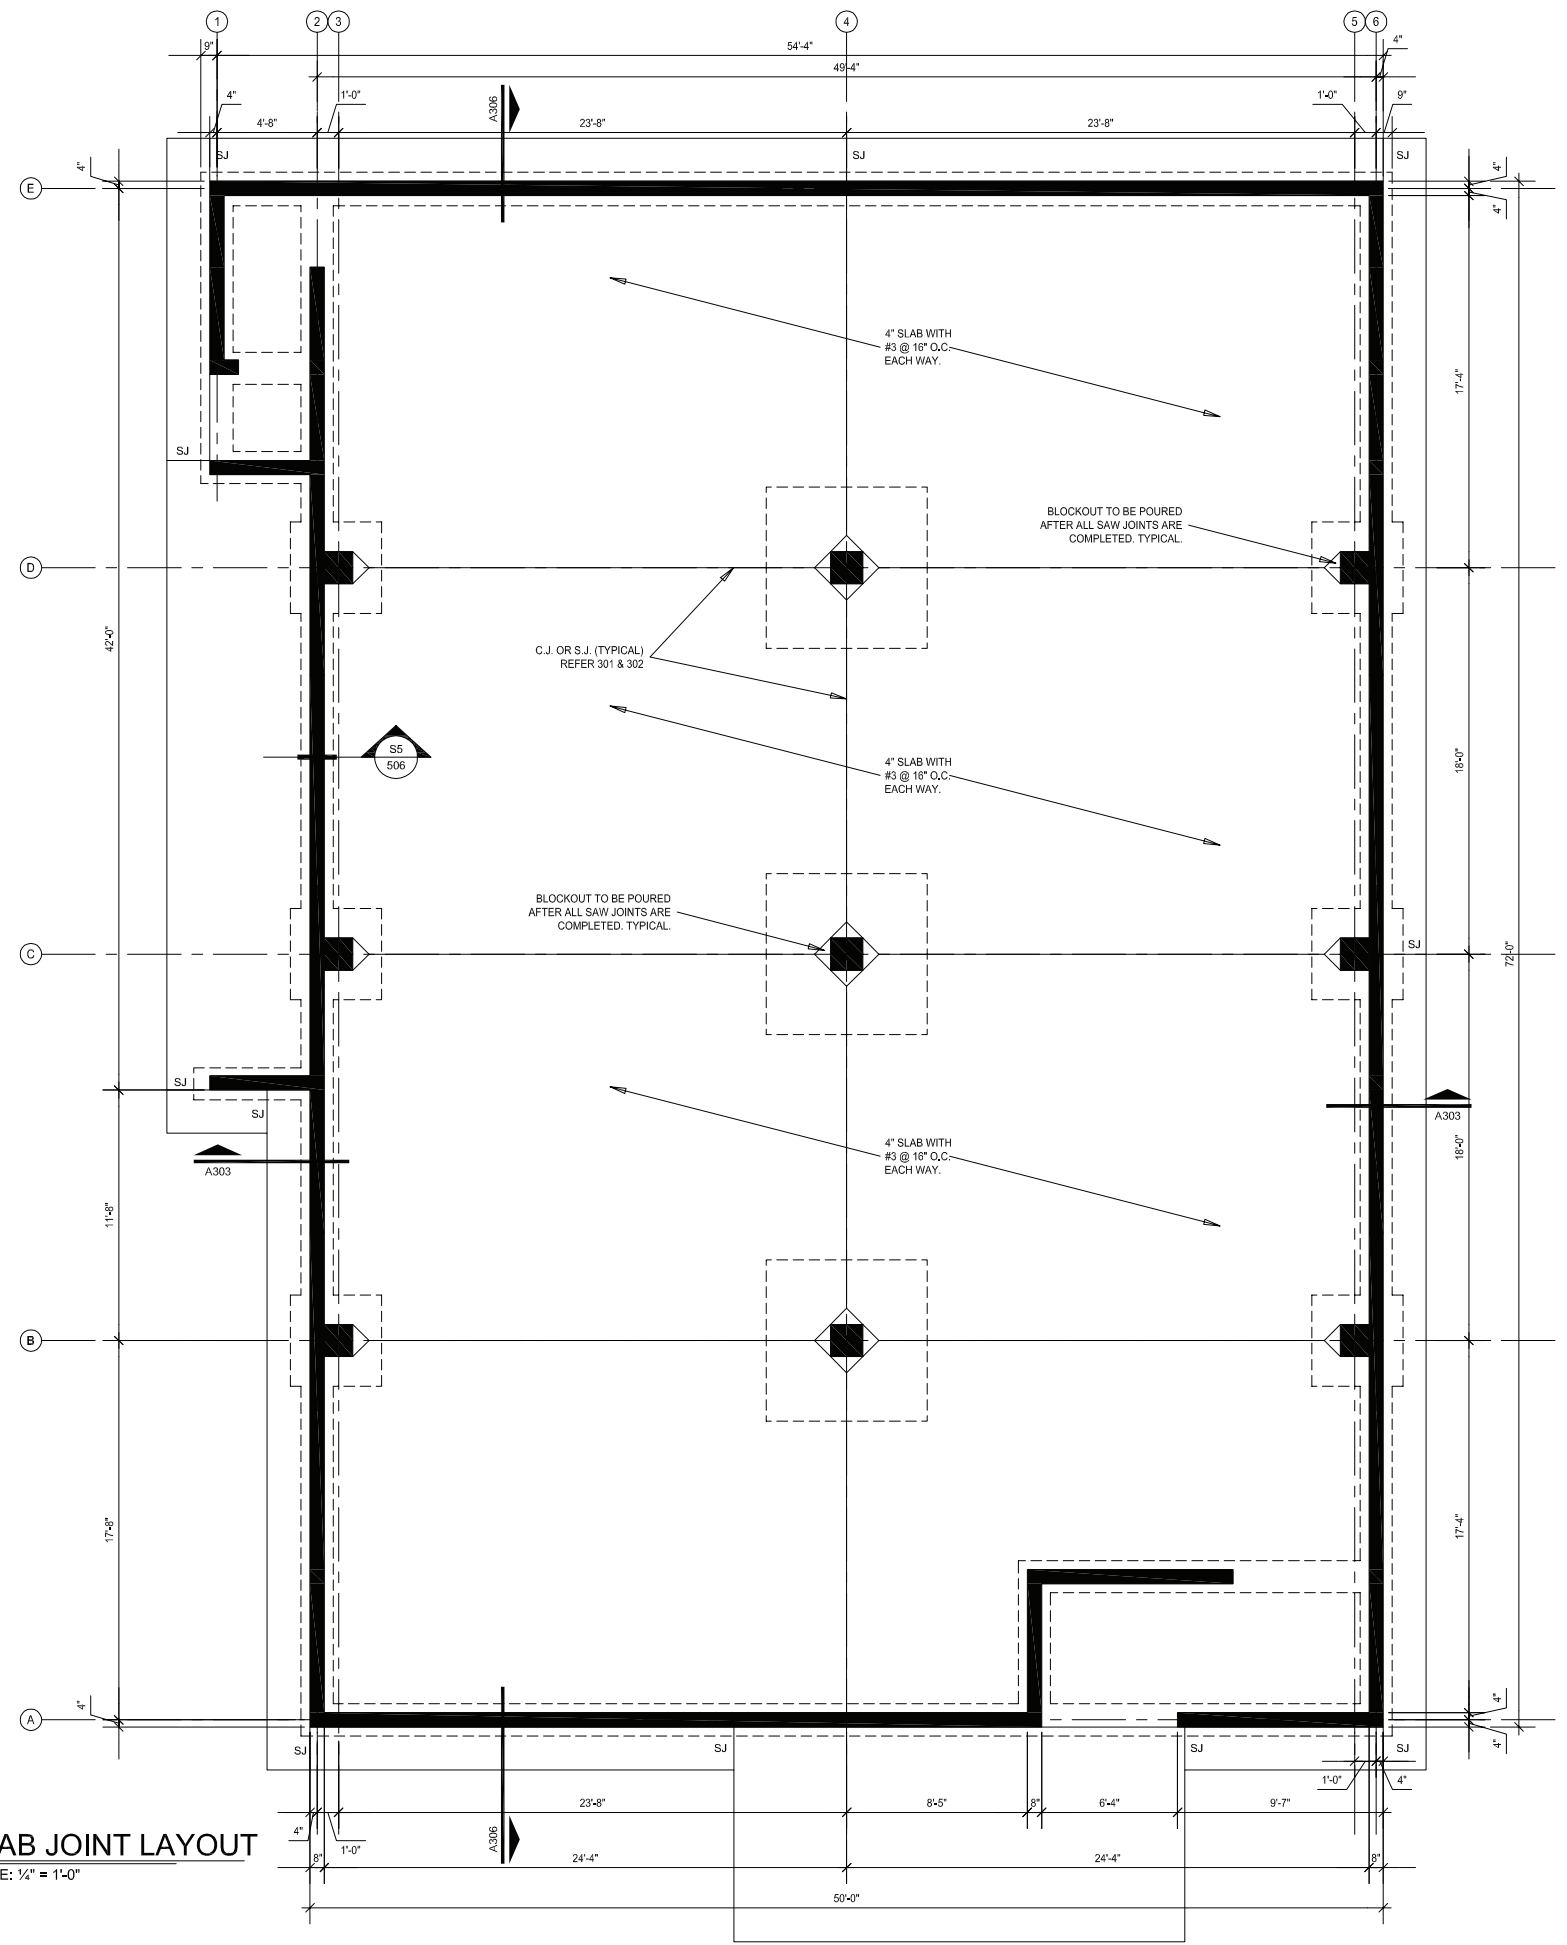 1
2
3
4
5
6
9"
54'-4"
4"
49'-4"
4"
1'-0"
1'-0"
9"
4'-8"
23'-8"
23'-8"
A306
SJ
SJ
SJ
4"
4"
E
4"
4" SLAB WITH
#3 @ 16" O.C.
EACH WAY.
17'-4"
SJ
BLOCKOUT TO BE POURED
AFTER ALL SAW JOINTS ARE
COMPLETED. TYPICAL.
D
42'-0"
C.J. OR S.J. (TYPICAL)
REFER 301 & 302
S5
506
4" SLAB WITH
#3 @ 16" O.C.
EACH WAY.
18'-0"
BLOCKOUT TO BE POURED
AFTER ALL SAW JOINTS ARE
COMPLETED. TYPICAL.
C
SJ
72'-0"
SJ
SJ
A303
A303
4" SLAB WITH
#3 @ 16" O.C.
EACH WAY.
18'-0"
11'-8"
B
17'-8"
17'-4"
4"
4"
A
4"
SJ
SJ
SJ
SJ
1'-0"
4"
23'-8"
8'-5"
8"
6'-4"
9'-7"
4"
1'-0"
A306
AB JOINT LAYOUT
E: ¼" = 1'-0"
8"
24'-4"
24'-4"
8"
50'-0"